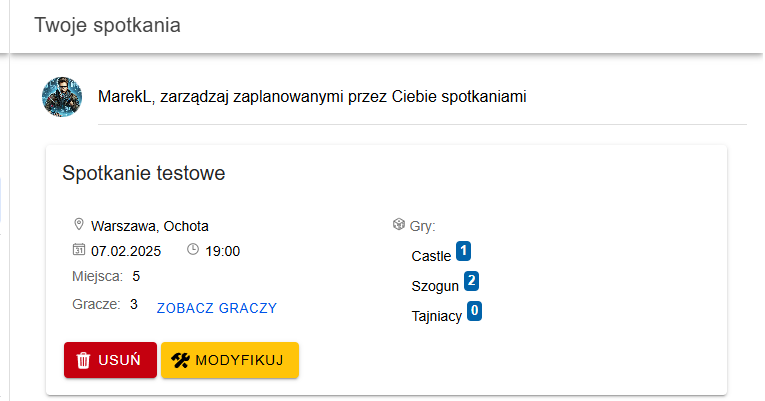 Twoje spotkania
MarekL, zarządzaj zaplanowanymi przez Ciebie spotkaniami
Spotkanie testowe
Warszawa, Ochota
31 07.02.2025 19:00
Miejsca: 5
Gracze: 3 ZOBACZ GRACZY
Gry:
Castle 1
Szogun 2
Tajniacy 0
USUŃ MODYFIKUJ